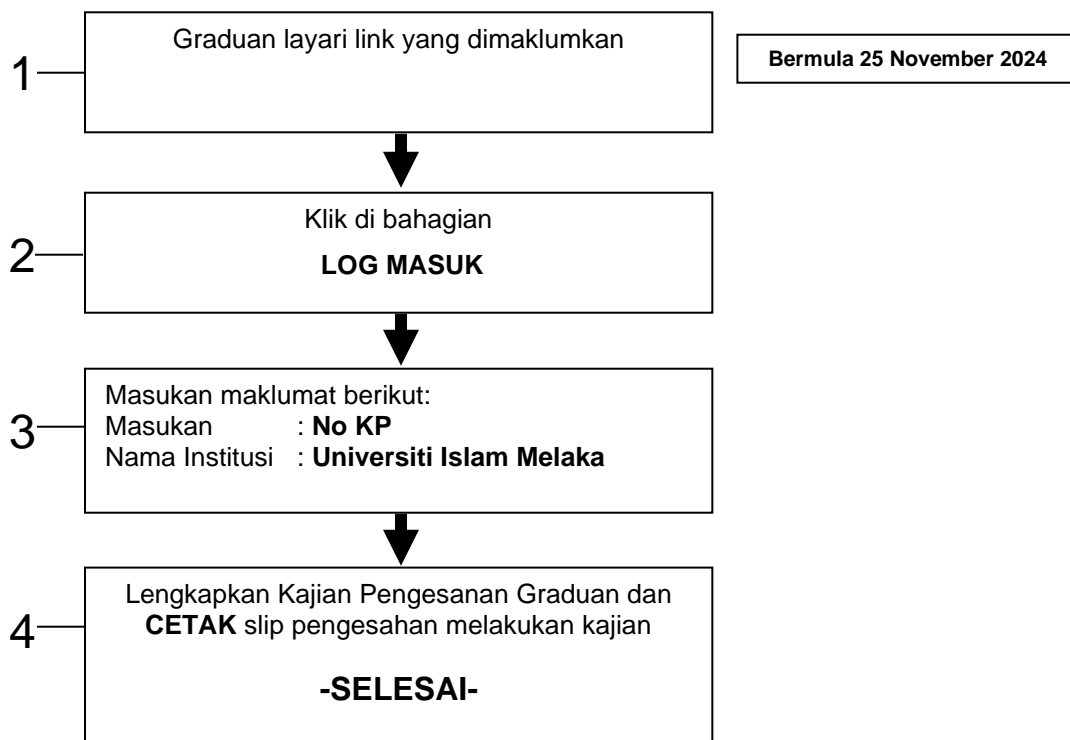 1
Graduan layari link yang dimaklumkan
Bermula 25 November 2024
2
Klik di bahagian
LOG MASUK
3
Masukan maklumat berikut:
Masukan : No KP
Nama Institusi : Universiti Islam Melaka
4
Lengkapkan Kajian Pengesanan Graduan dan
CETAK slip pengesahan melakukan kajian
-SELESAI-